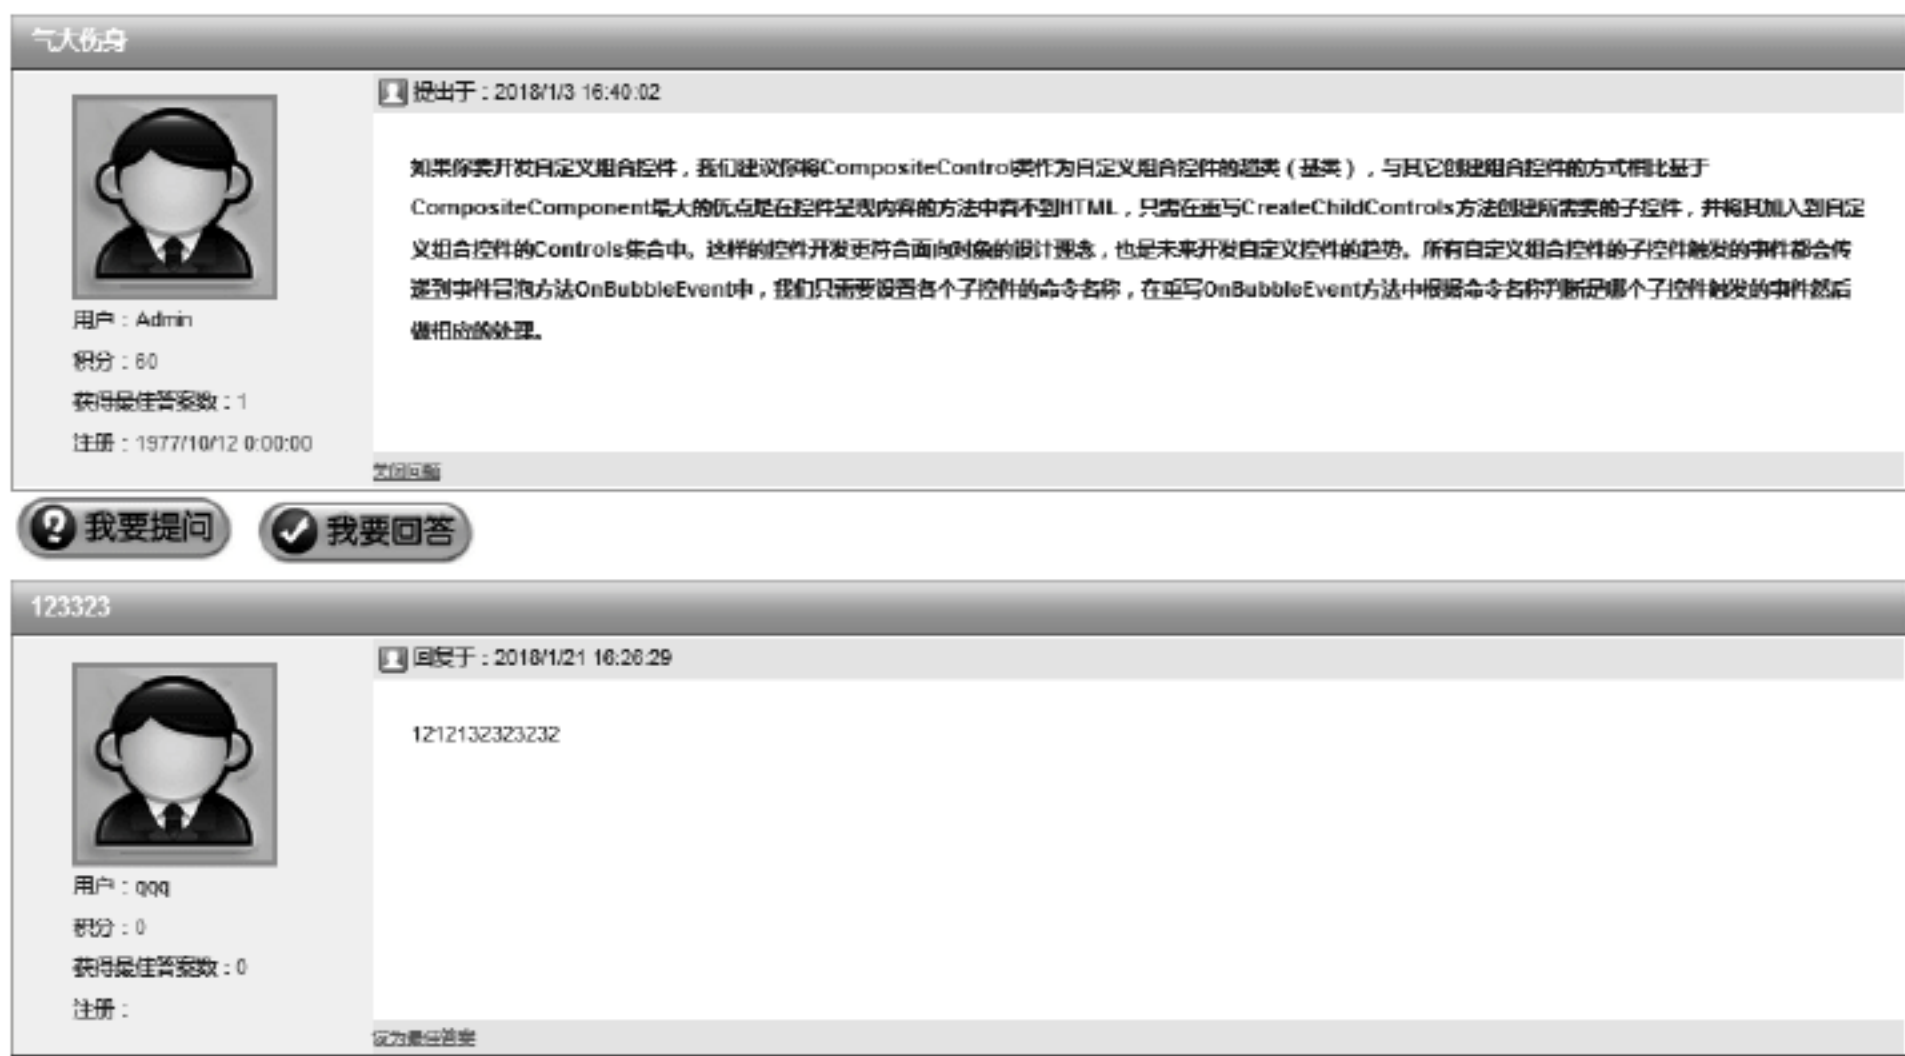 气大伤身
提出于：2018/1/3 16:40:02
如果你要开发自定义组合控件，我们建议你将CompositeControl类作为自定义组合控件的超类（基类），与其它创建组合控件的方式相比基于
CompositeComponent最大的优点是在控件呈现内容的方法中看不到HTML，只需在重写CreateChildControls方法创建所需要的子控件，并将其加入到自定
义组合控件的Controls集合中。这样的控件开发更符合面向对象的设计理念，也是未来开发自定义控件的趋势。所有自定义组合控件的子控件触发的事件都会传
递到事件冒泡方法OnBubbleEvent中，我们只需要设置各个子控件的命令名称，在重写OnBubbleEvent方法中根据命令名称判断是哪个子控件触发的事件然后
做相应的处理。
用户：Admin
积分：60
获得最佳答案数：1
注册：1977/10/12 0:00:00
关闭问题
我要提问
我要回答
123323
回复于：2018/1/21 16:26:29
1212132323232
用户：qqq
积分：0
获得最佳答案数：0
注册：
设为最佳答案